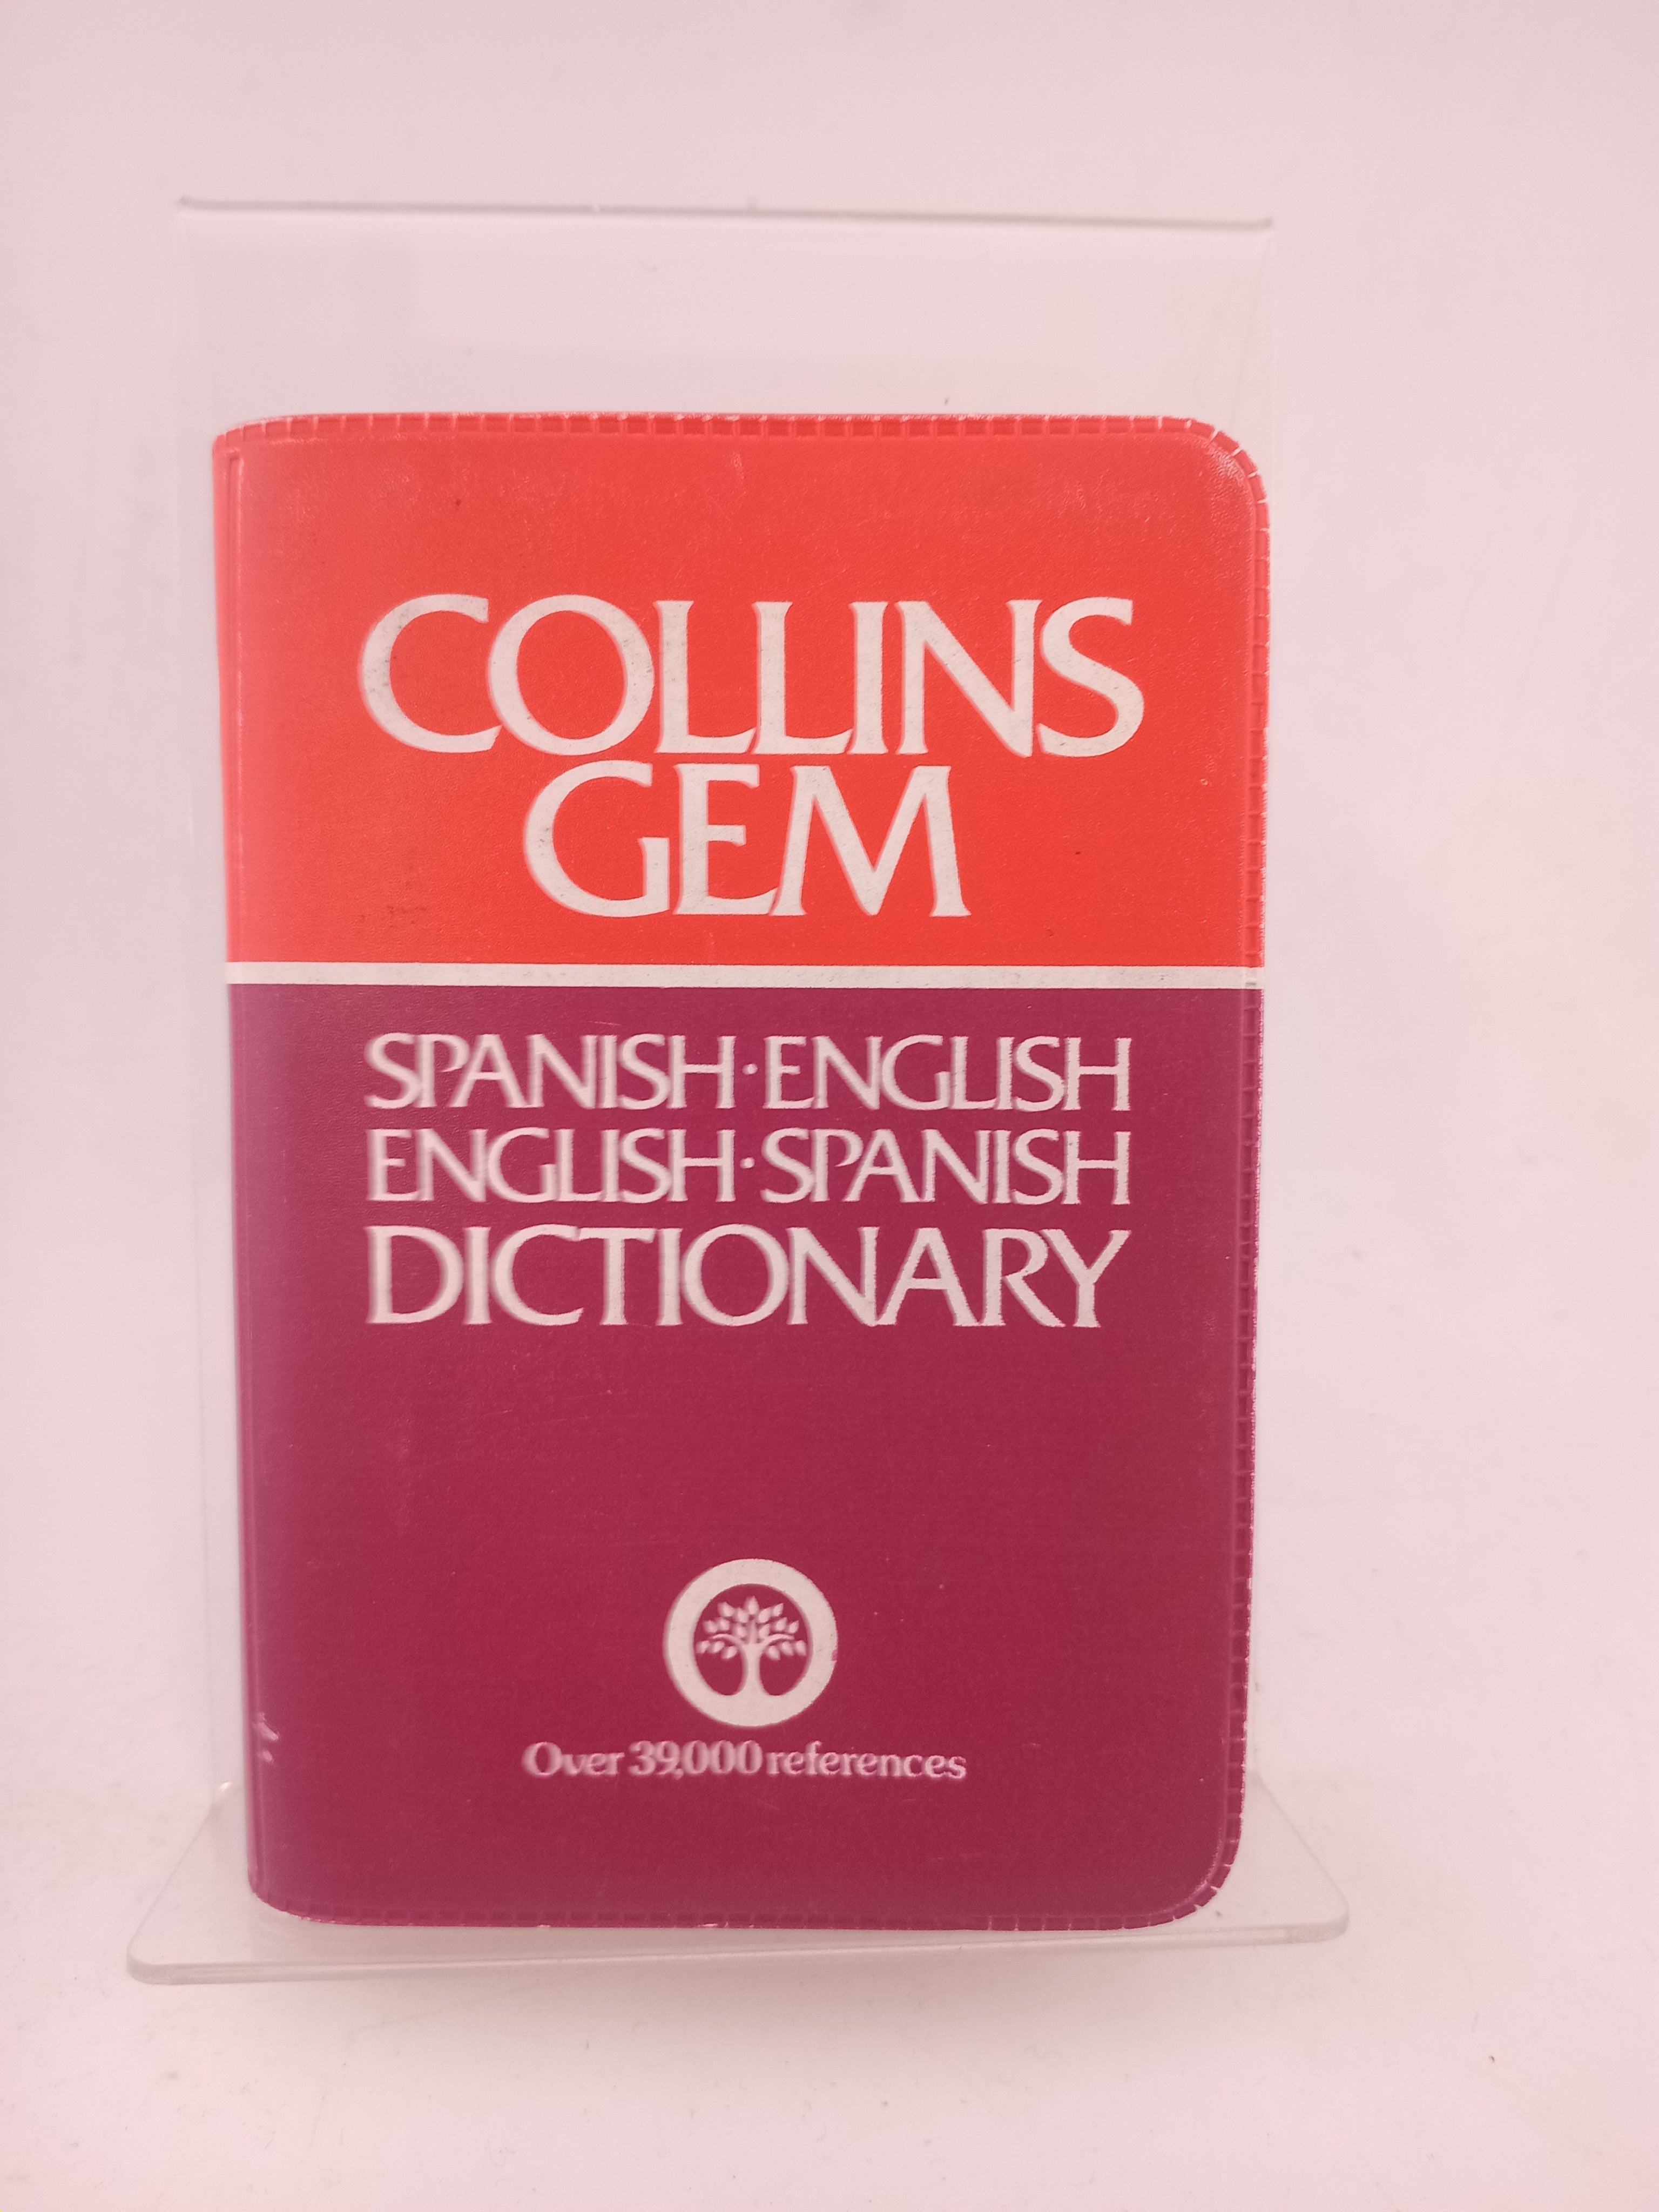 COLLINS
GEM
SPANISH·ENGLISH
ENGLISH·SPANISH
DICTIONARY
Over 39,000 references